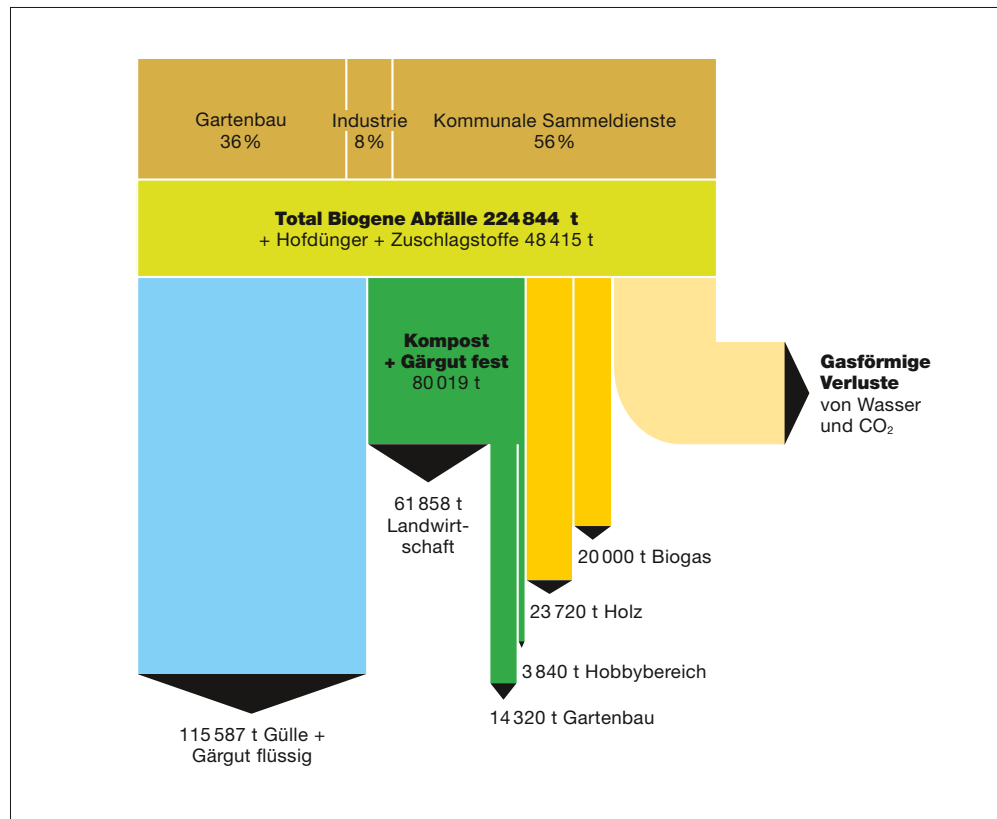 Gartenbau
36%
Industrie
8%
Kommunale Sammeldienste
56%
Total Biogene Abfälle 224 844 t
+ Hofdünger + Zuschlagstoffe 48 415 t
Kompost
+ Gärgut fest
80 019 t
Gasförmige
Verluste
von Wasser
und CO₂
61 858 t
Landwirt-
schaft
20 000 t Biogas
23 720 t Holz
3 840 t Hobbybereich
14 320 t Gartenbau
115 587 t Gülle +
Gärgut flüssig